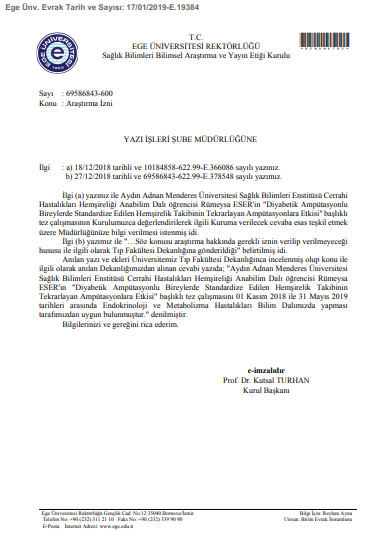 Ege Ünv. Evrak Tarih ve Sayısı: 17/01/2019-E.19384
T.C.
EGE ÜNİVERSİTESİ REKTÖRLÜĞÜ
Sağlık Bilimleri Bilimsel Araştırma ve Yayın Etiği Kurulu
EGE ÜNİVERSİTESİ
1955
Sayı : 69586843-600
Konu : Araştırma İzni
YAZI İŞLERİ ŞUBE MÜDÜRLÜĞÜNE
İlgi : a) 18/12/2018 tarihli ve 10184858-622.99-E.366086 sayılı yazınız.
b) 27/12/2018 tarihli ve 69586843-622.99-E.378548 sayılı yazımız.
İlgi (a) yazınız ile Aydın Adnan Menderes Üniversitesi Sağlık Bilimleri Enstitüsü Cerrahi
Hastalıkları Hemşireliği Anabilim Dalı öğrencisi Rümeysa ESER'in "Diyabetik Ampütasyonlu
Bireylerde Standardize Edilen Hemşirelik Takibinin Tekrarlayan Ampütasyonlara Etkisi" başlıklı
tez çalışmasının Kurulumuzca değerlendirilerek ilgili Kuruma verilecek cevaba esas teşkil etmek
üzere Müdürlüğünüze bilgi verilmesi istenmiş idi.
İlgi (b) yazımız ile "…Söz konusu araştırma hakkında gerekli iznin verilip verilmeyeceği
hususu ile ilgili olarak Tıp Fakültesi Dekanlığına gönderildiği" belirtilmiş idi.
Anılan yazı ve ekleri Üniversitemiz Tıp Fakültesi Dekanlığınca incelenmiş olup konu ile
ilgili olarak anılan Dekanlığımızdan alınan cevabi yazıda; "Aydın Adnan Menderes Üniversitesi
Sağlık Bilimleri Enstitüsü Cerrahi Hastalıkları Hemşireliği Anabilim Dalı öğrencisi Rümeysa
ESER'in "Diyabetik Ampütasyonlu Bireylerde Standardize Edilen Hemşirelik Takibinin
Tekrarlayan Ampütasyonlara Etkisi" başlıklı tez çalışmasını 01 Kasım 2018 ile 31 Mayıs 2019
tarihleri arasında Endokrinoloji ve Metabolizma Hastalıkları Bilim Dalımızda yapması
tarafımızdan uygun bulunmuştur." denilmiştir.
Bilgilerinizi ve gereğini rica ederim.
e-imzalıdır
Prof. Dr. Kutsal TURHAN
Kurul Başkanı
Ege Üniversitesi Rektörlüğü Gençlik Cad. No:12 35040 Bornova/İzmir
Bilgi İçin: Reyhan Ayna
Telefon No: +90 (232) 311 21 10 Faks No: +90 (232) 339 90 90
Unvan: Birim Evrak Sorumlusu
E-Posta: İnternet Adresi: www.ege.edu.tr